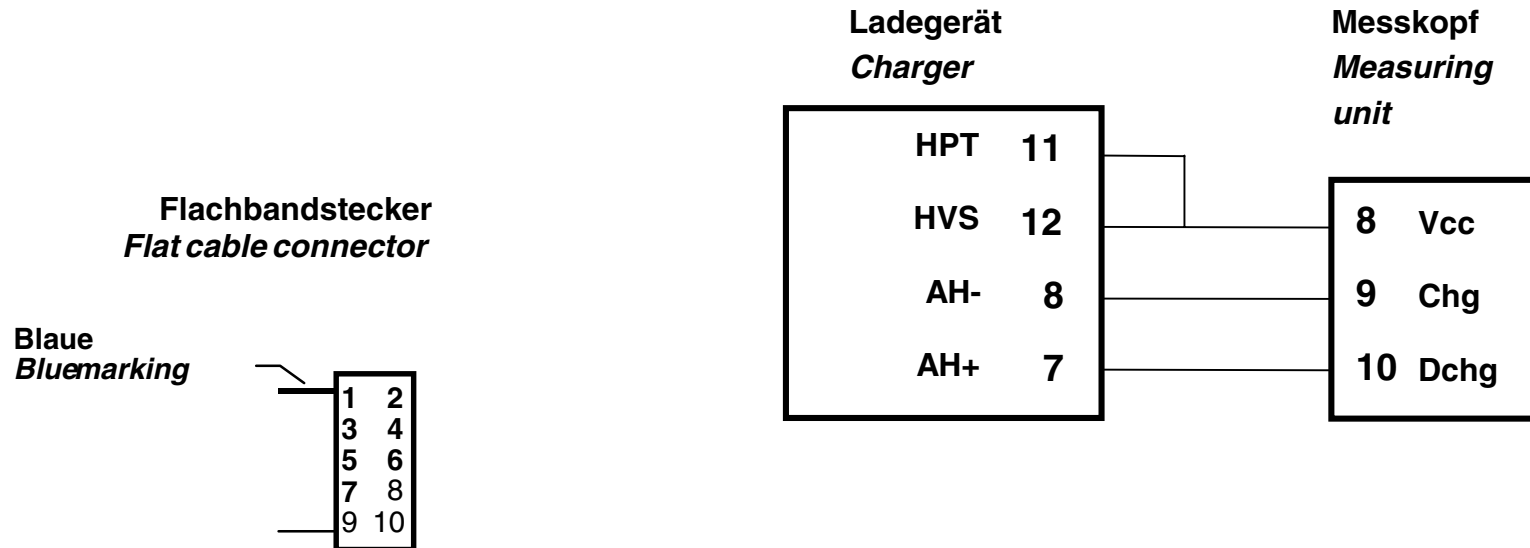 Ladegerät
Charger
Messkopf
Measuring
unit
HPT 11
HVS 12
AH- 8
AH+ 7
8 Vcc
9 Chg
10 Dchg
Flachbandstecker
Flat cable connector
Blaue
Bluemarking
1 2
3 4
5 6
7 8
9 10